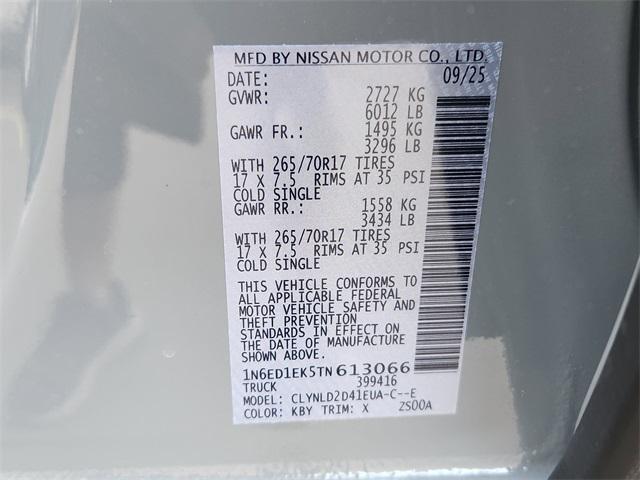 MFD BY NISSAN MOTOR CO., LTD.
DATE: 09/25
GVWR: 2727 KG
6012 LB
GAWR FR.: 1495 KG
3296 LB
WITH 265/70R17 TIRES
17 X 7.5 RIMS AT 35 PSI
COLD SINGLE
GAWR RR.: 1558 KG
3434 LB
WITH 265/70R17 TIRES
17 X 7.5 RIMS AT 35 PSI
COLD SINGLE
THIS VEHICLE CONFORMS TO
ALL APPLICABLE FEDERAL
MOTOR VEHICLE SAFETY AND
THEFT PREVENTION
STANDARDS IN EFFECT ON
THE DATE OF MANUFACTURE
SHOWN ABOVE.
1N6ED1EK5TN613066
TRUCK 399416
MODEL: CLYNLD2D41EUA-C--E
COLOR: KBY TRIM: X ZS00A